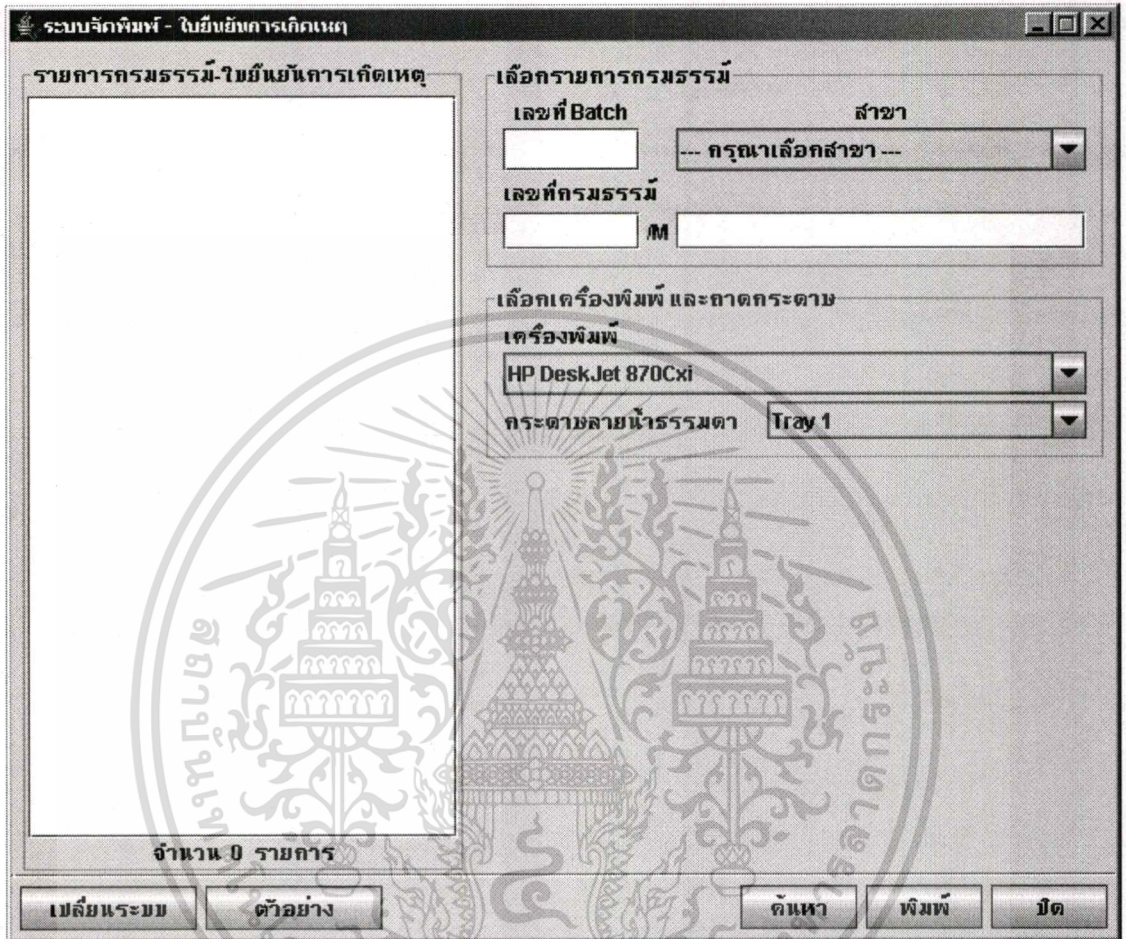 ระบบจัดพิมพ์ - ใบยืนยันการเกิดเหตุ
รายการกรมธรรม์-ใบยืนยันการเกิดเหตุ
เลือกรายการกรมธรรม์
เลขที่ Batch
สาขา
--- กรุณาเลือกสาขา ---
เลขที่กรมธรรม์
/M
เลือกเครื่องพิมพ์ และถาดกระดาษ
เครื่องพิมพ์
HP DeskJet 870Cxi
กระดาษลายน้ำธรรมดา
Tray 1
จำนวน 0 รายการ
เปลี่ยนระบบ
ตัวอย่าง
ค้นหา
พิมพ์
ปิด